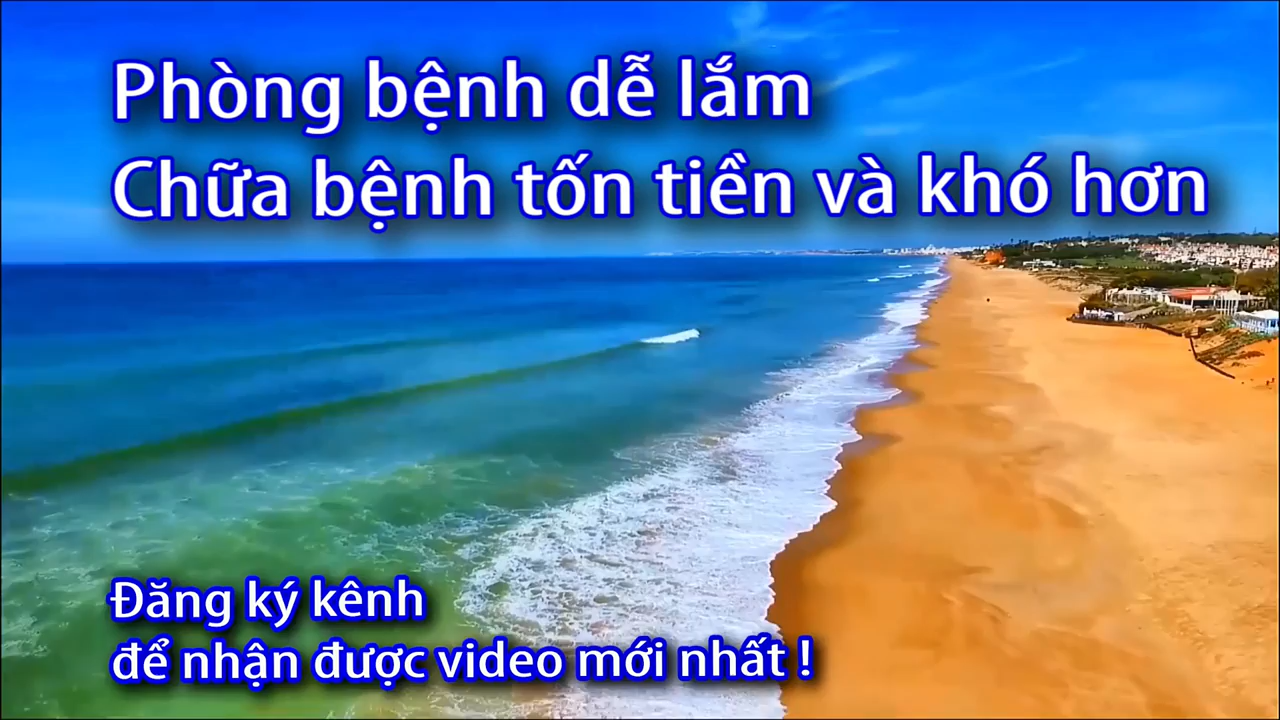 Phòng bệnh dễ lắm
Chữa bệnh tốn tiền và khó hơn
Đăng ký kênh
để nhận được video mới nhất !